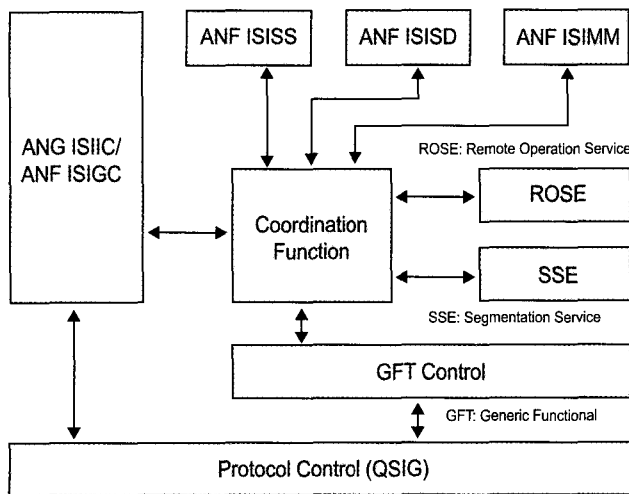 ANF ISISS
ANF ISISD
ANF ISIMM
ANG ISIIC/
ANF ISIGC
ROSE: Remote Operation Service
Coordination
Function
ROSE
SSE
SSE: Segmentation Service
GFT Control
GFT: Generic Functional
Protocol Control (QSIG)